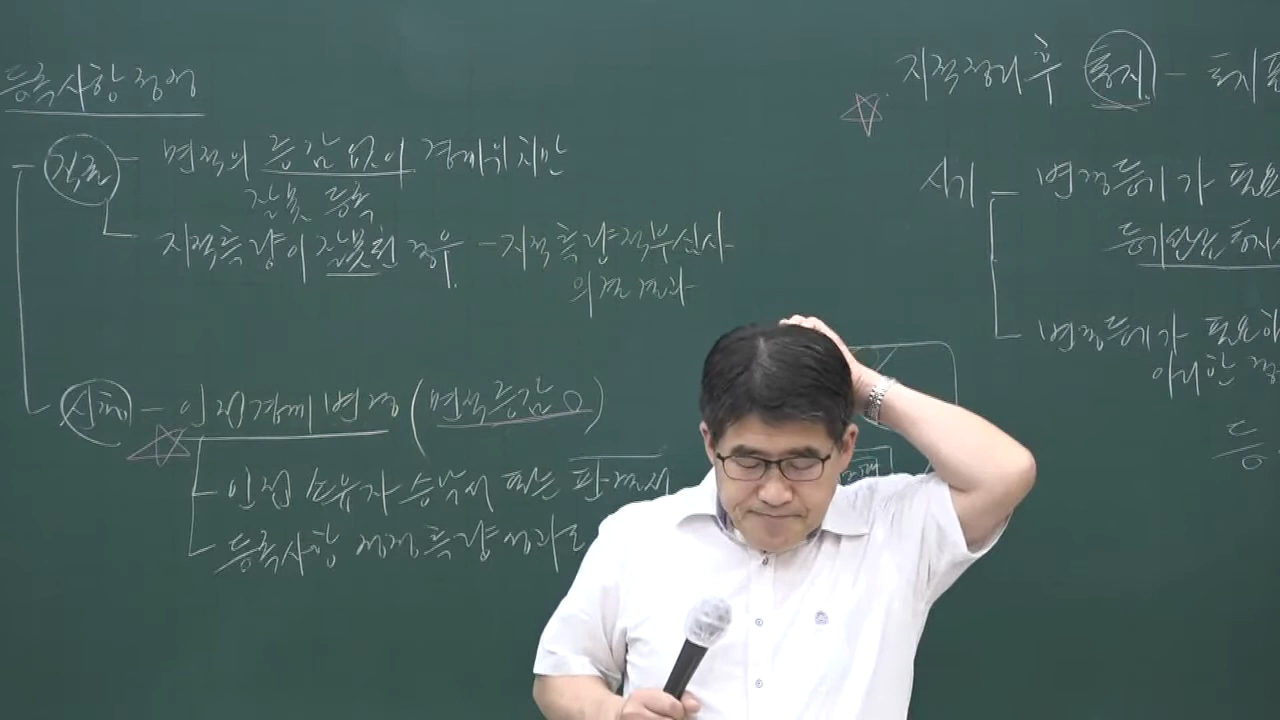 등록사항정정
직권 - 면적의 증감없이 경계위치만
잘못 등록
지적측량이 잘못된 경우 - 지적측량적부심사
의결 결과
신청 - 인접경계 변경 (면적증감 O)
인접 소유자 승낙서 또는 판결서
등록사항 정정 측량성과도
지적정리 후 통지 - 통지
시기 변경등기가 필요
등기완료 통지
변경등기가 필요하
아니한 경
등